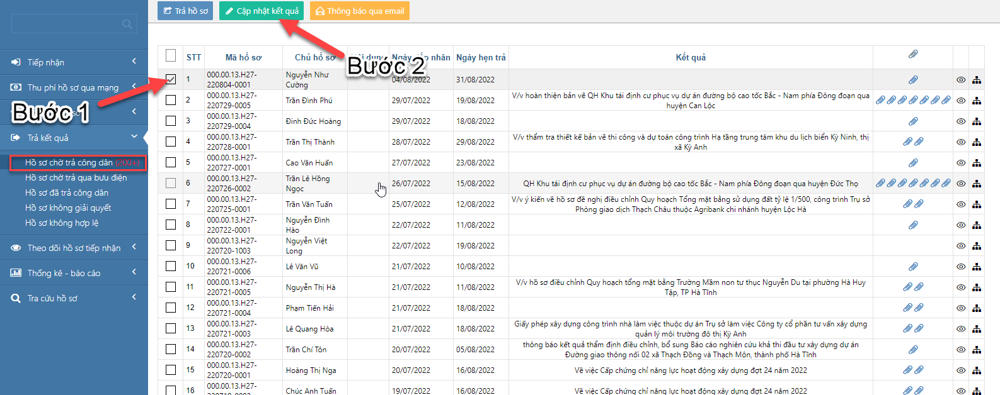 Trả hồ sơ Cập nhật kết quả Thông báo qua email
Tiếp nhận
Thu phí hồ sơ qua mạng
Bước 1
Trả kết quả
Hồ sơ chờ trả công dân
Hồ sơ chờ trả qua bưu điện
Hồ sơ đã trả công dân
Hồ sơ không giải quyết
Hồ sơ không hợp lệ
Theo dõi hồ sơ tiếp nhận
Thống kê - báo cáo
Tra cứu hồ sơ
Bước 2
STT Mã hồ sơ Chủ hồ sơ Ngày nhận Ngày hẹn trả Kết quả
1 000.00.13.H27- Nguyễn Như 04/08/2022 31/08/2022
220804-0001 Cường
2 000.00.13.H27- Trần Đình Phú 29/07/2022 19/08/2022 V/v hoàn thiện bản vẽ QH Khu tái định cư phục vụ dự án đường bộ cao tốc Bắc - Nam phía Đông đoạn qua
220729-0005 huyện Can Lộc
3 000.00.13.H27- Đinh Đức Hoàng 29/07/2022 18/08/2022
220729-0004
4 000.00.13.H27- Trần Thị Thành 28/07/2022 29/08/2022 V/v thẩm tra thiết kế bản vẽ thi công và dự toán công trình Hạ tầng trung tâm khu du lịch biển Kỳ Ninh, thị
220728-0001 xã Kỳ Anh
5 000.00.13.H27- Cao Văn Huấn 27/07/2022 23/08/2022
220727-0001
6 000.00.13.H27- Trần Lê Hồng 26/07/2022 15/08/2022 QH Khu tái định cư phục vụ dự án đường bộ cao tốc Bắc - Nam phía Đông đoạn qua huyện Đức Thọ
220726-0002 Ngọc
7 000.00.13.H27- Trần Văn Tuấn 25/07/2022 12/08/2022 V/v ý kiến về hồ sơ đề nghị điều chỉnh Quy hoạch Tổng mặt bằng sử dụng đất tỷ lệ 1/500, công trình Trụ sở
220725-0001 Phòng giao dịch Thạch Châu thuộc Agribank chi nhánh huyện Lộc Hà
8 000.00.13.H27- Nguyễn Đình 22/07/2022 11/08/2022
220722-0001 Hào
9 000.00.13.H27- Nguyễn Việt 22/07/2022 19/08/2022
220720-1003 Long
10 000.00.13.H27- Lê Văn Vũ 21/07/2022 10/08/2022
220721-0006
11 000.00.13.H27- Nguyễn Thị Hà 21/07/2022 11/08/2022 V/v hồ sơ điều chỉnh Quy hoạch tổng mặt bằng Trường Mầm non tư thục Nguyễn Du tại phường Hà Huy
220721-0005 Tập, TP Hà Tĩnh
12 000.00.13.H27- Phạm Tiến Hải 21/07/2022 18/08/2022
220721-0004
13 000.00.13.H27- Lê Quang Hòa 21/07/2022 18/08/2022 Giấy phép xây dựng công trình nhà làm việc thuộc dự án Trụ sở làm việc Công ty cổ phần tư vấn xây dựng
220721-0003 quản lý môi trường đô thị Kỳ Anh
14 000.00.13.H27- Trần Chí Tôn 20/07/2022 05/08/2022 thông báo kết quả thẩm định điều chỉnh, bổ sung Báo cáo nghiên cứu khả thi đầu tư xây dựng dự án
220720-0002 Đường giao thông nối 02 xã Thạch Đồng và Thạch Môn, thành phố Hà Tĩnh
15 000.00.13.H27- Hoàng Thị Nga 20/07/2022 16/08/2022 Về việc Cấp chứng chỉ năng lực hoạt động xây dựng đợt 24 năm 2022
220720-0001
16 000.00.13.H27- Chúc Anh Tuấn 19/07/2022 16/08/2022 Về việc Cấp chứng chỉ năng lực hoạt động xây dựng đợt 24 năm 2022